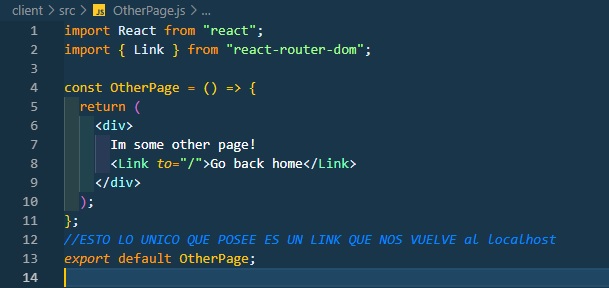 client > src > JS OtherPage.js > ...
1 import React from "react";
2 import { Link } from "react-router-dom";
3
4 const OtherPage = () => {
5   return (
6     <div>
7       Im some other page!
8       <Link to="/">Go back home</Link>
9     </div>
10   );
11 };
12 //ESTO LO UNICO QUE POSEE ES UN LINK QUE NOS VUELVE al localhost
13 export default OtherPage;
14